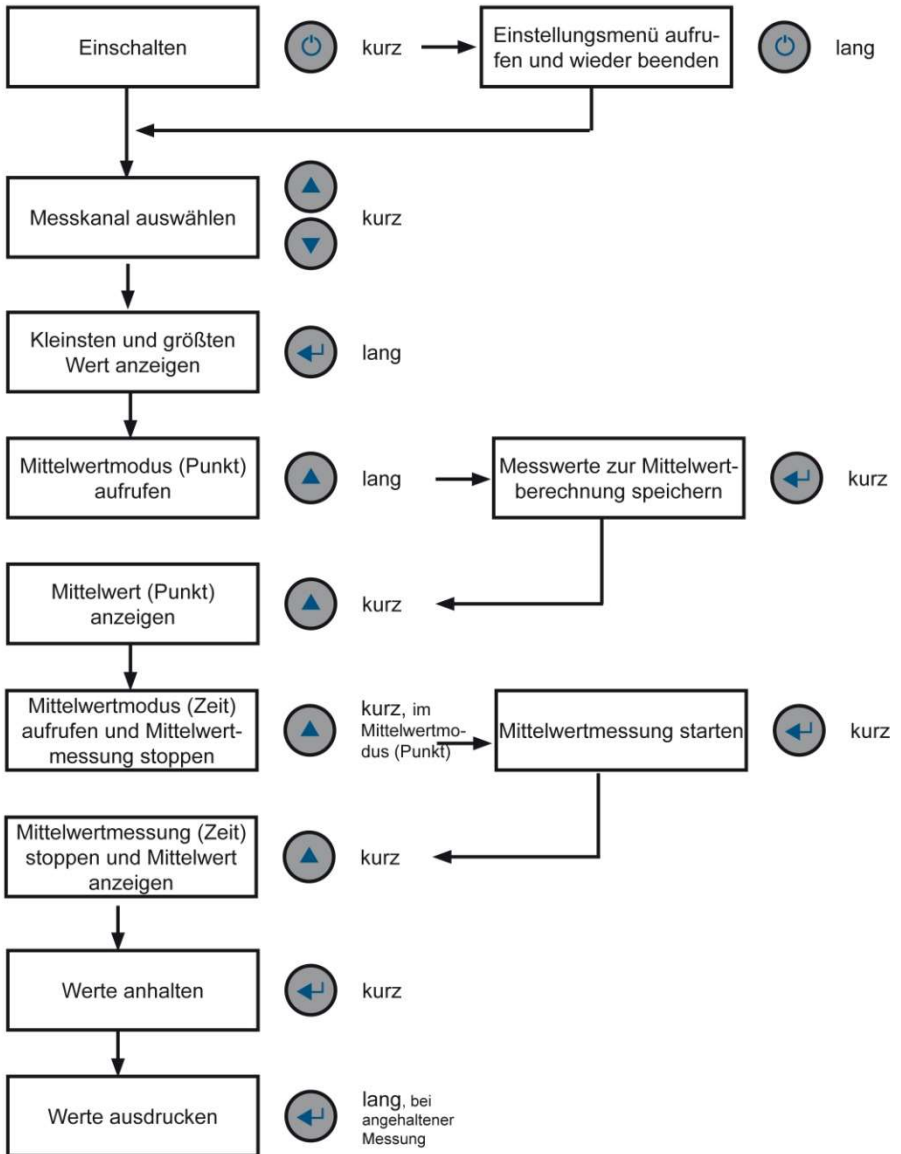 Einschalten
kurz
Einstellungsmenü aufru-
fen und wieder beenden
lang
Messkanal auswählen
kurz
Kleinsten und größten
Wert anzeigen
lang
Mittelwertmodus (Punkt)
aufrufen
lang
Messwerte zur Mittelwert-
berechnung speichern
kurz
Mittelwert (Punkt)
anzeigen
kurz
Mittelwertmodus (Zeit)
aufrufen und Mittelwert-
messung stoppen
kurz, im
Mittelwertmo-
dus (Punkt)
Mittelwertmessung starten
kurz
Mittelwertmessung (Zeit)
stoppen und Mittelwert
anzeigen
kurz
Werte anhalten
kurz
Werte ausdrucken
lang, bei
angehaltener
Messung